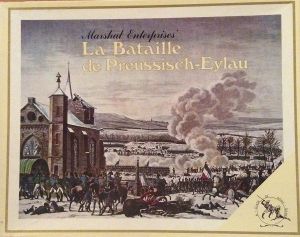 Marshal Enterprises'
La Bataille
de Preussisch-Eylau